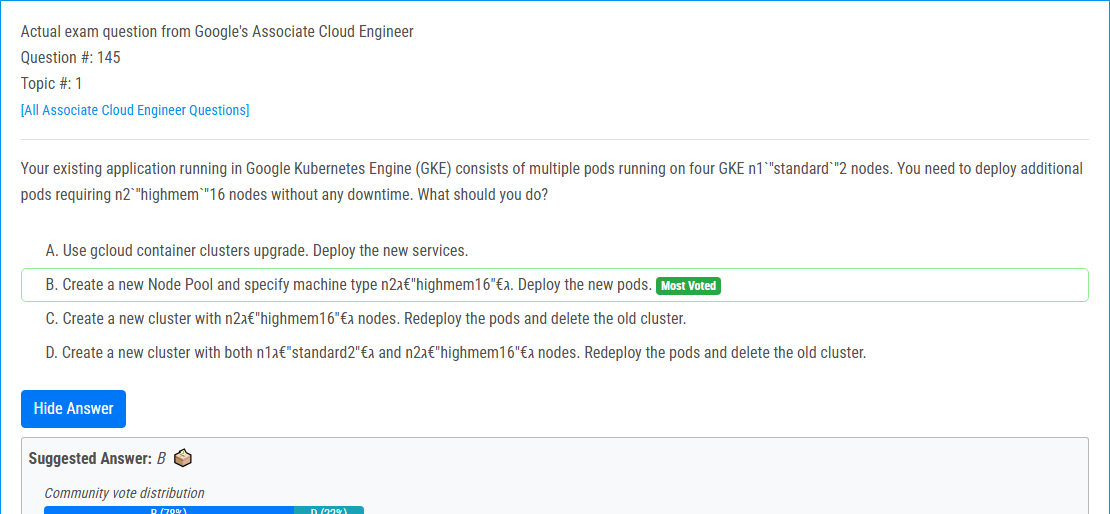 Actual exam question from Google's Associate Cloud Engineer
Question #: 145
Topic #: 1
[All Associate Cloud Engineer Questions]
Your existing application running in Google Kubernetes Engine (GKE) consists of multiple pods running on four GKE n1`"standard`"2 nodes. You need to deploy additional
pods requiring n2`"highmem`"16 nodes without any downtime. What should you do?
A. Use gcloud container clusters upgrade. Deploy the new services.
B. Create a new Node Pool and specify machine type n2ג€"highmem16"€ג. Deploy the new pods. Most Voted
C. Create a new cluster with n2ג€"highmem16"€ג nodes. Redeploy the pods and delete the old cluster.
D. Create a new cluster with both n1ג€"standard2"€ג and n2ג€"highmem16"€ג nodes. Redeploy the pods and delete the old cluster.
Hide Answer
Suggested Answer: B
Community vote distribution
B (78%) D (22%)